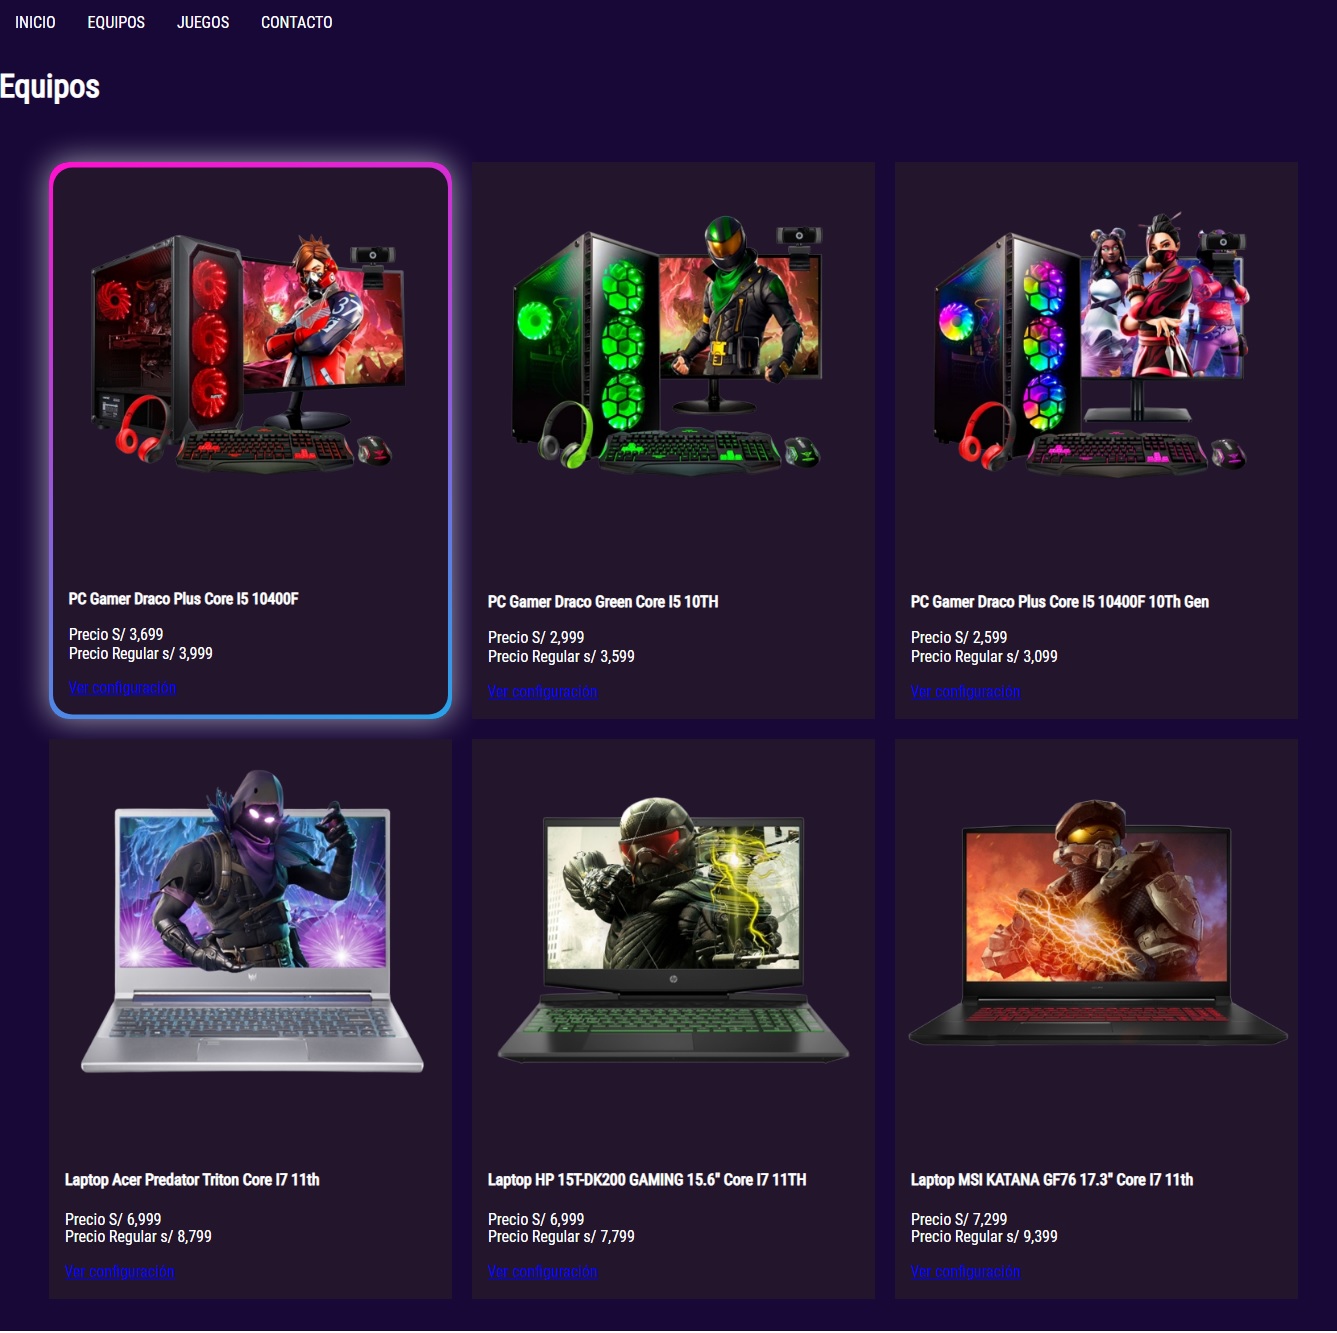 INICIO EQUIPOS JUEGOS CONTACTO
Equipos
PC Gamer Draco Plus Core I5 10400F
Precio S/ 3,699
Precio Regular s/ 3,999
Ver configuración
PC Gamer Draco Green Core I5 10TH
Precio S/ 2,999
Precio Regular s/ 3,599
Ver configuración
PC Gamer Draco Plus Core I5 10400F 10Th Gen
Precio S/ 2,599
Precio Regular s/ 3,099
Ver configuración
Laptop Acer Predator Triton Core I7 11th
Precio S/ 6,999
Precio Regular s/ 8,799
Ver configuración
Laptop HP 15T-DK200 GAMING 15.6" Core I7 11TH
Precio S/ 6,999
Precio Regular s/ 7,799
Ver configuración
Laptop MSI KATANA GF76 17.3" Core I7 11th
Precio S/ 7,299
Precio Regular s/ 9,399
Ver configuración